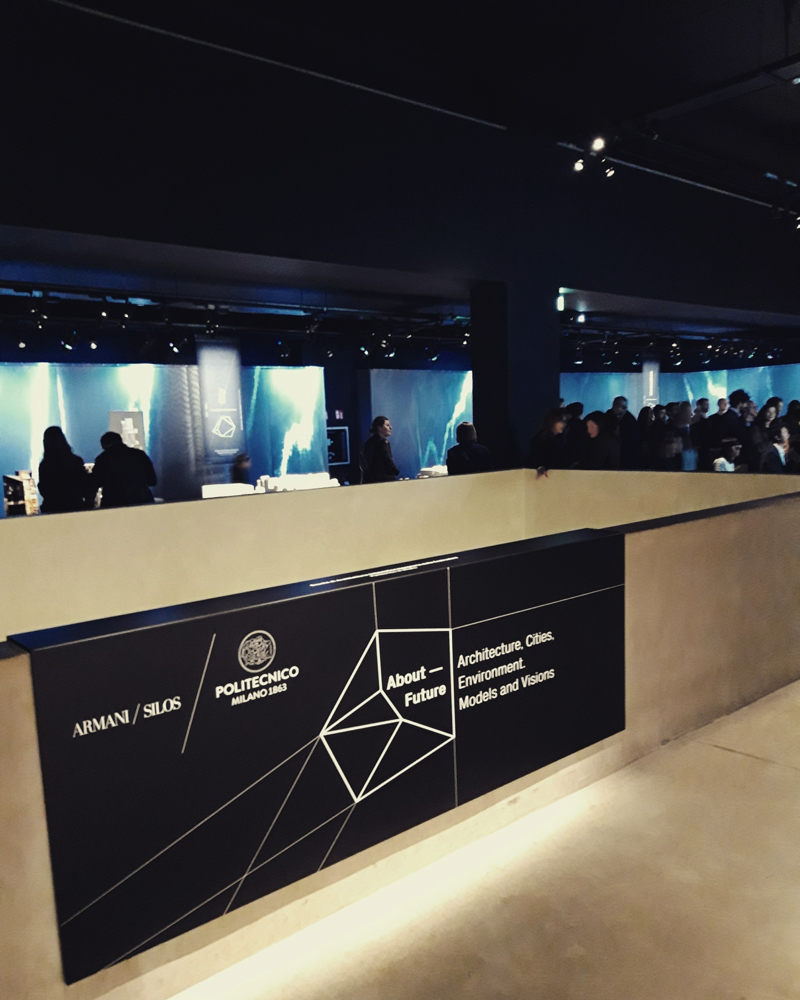 ARMANI / SILOS
POLITECNICO
MILANO 1863
About —
Future
Architecture, Cities,
Environment.
Models and Visions